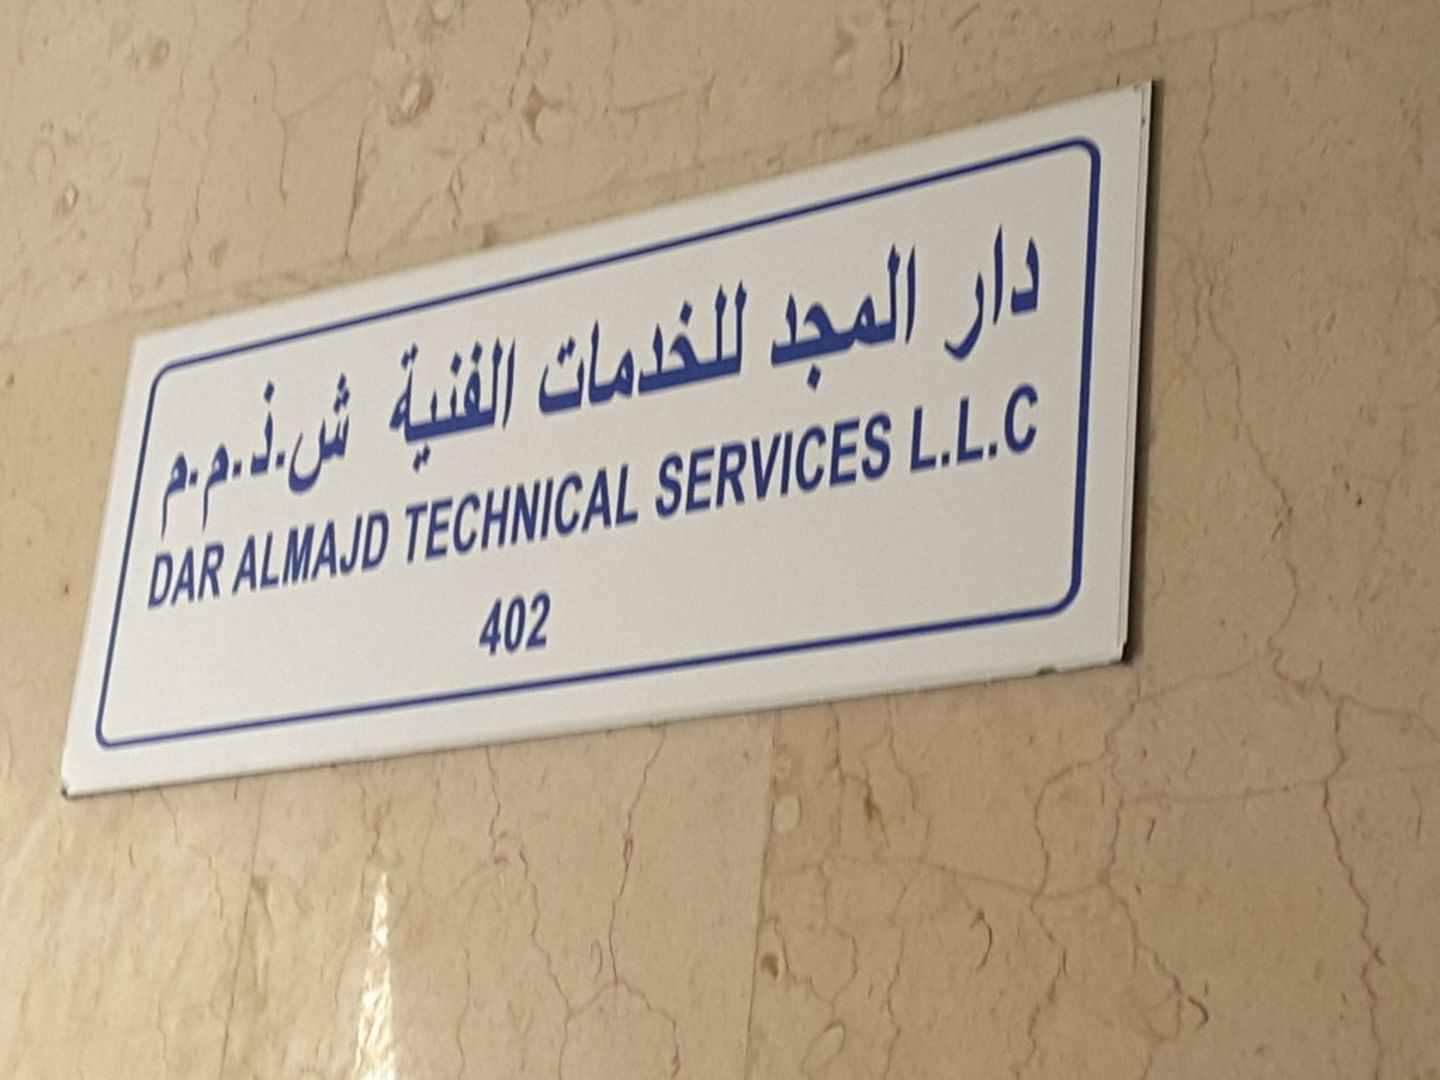 دار المجد للخدمات الفنية ش.ذ.م.م
DAR ALMAJD TECHNICAL SERVICES L.L.C
402